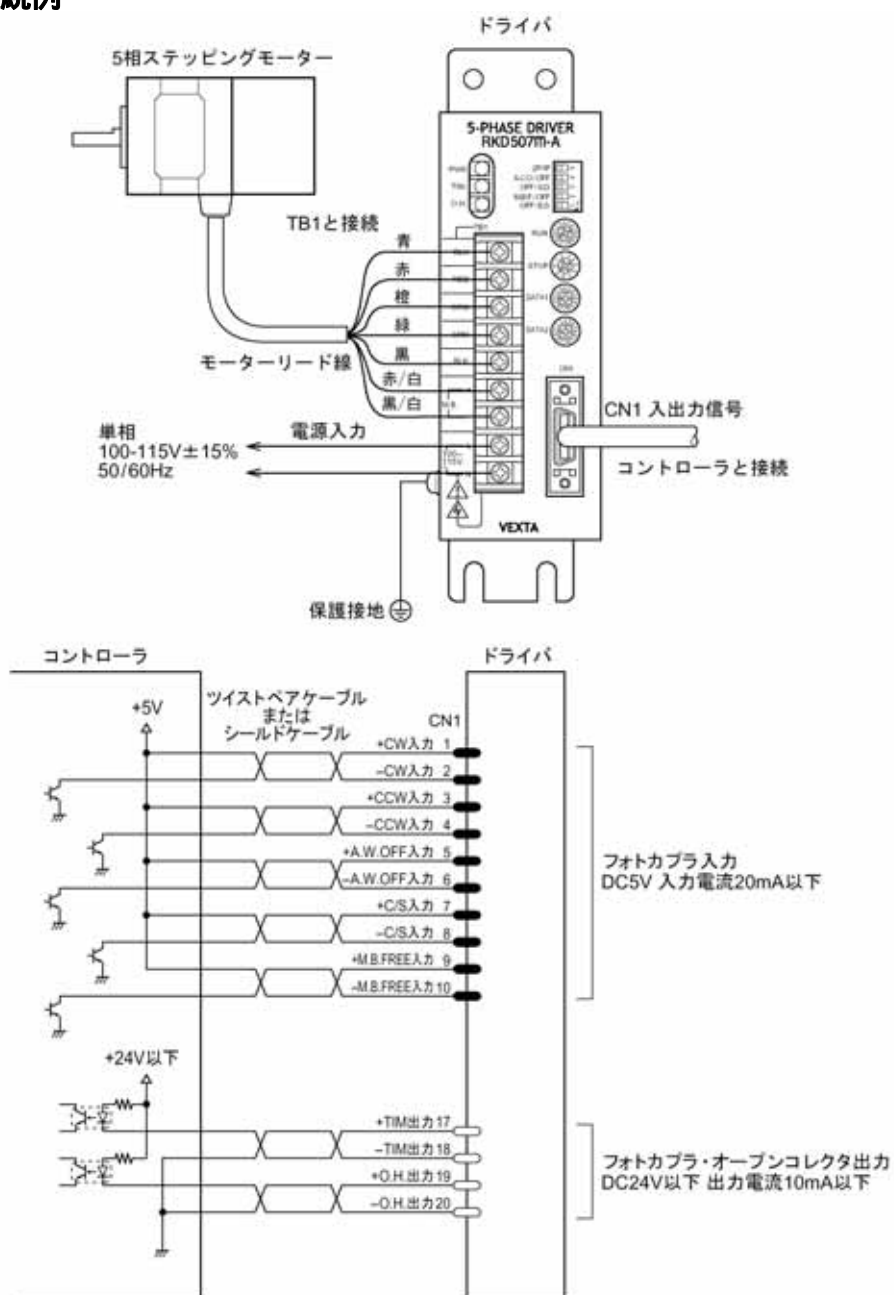 ドライバ
5相ステッピングモーター
5-PHASE DRIVER
RKD507M-A
TB1と接続
TB1
青
赤
橙
緑
黒
赤/白
黒/白
モーターリード線
RUN
STOP
DATA1
DATA2
CN1
CN1 入出力信号
コントローラと接続
電源入力
単相
100-115V±15%
50/60Hz
VEXTA
保護接地
コントローラ
ドライバ
+5V
ツイストペアケーブル
または
シールドケーブル
CN1
+CW入力 1
−CW入力 2
+CCW入力 3
−CCW入力 4
+A.W.OFF入力 5
−A.W.OFF入力 6
+C/S入力 7
−C/S入力 8
+M.B.FREE入力 9
−M.B.FREE入力 10
フォトカプラ入力
DC5V 入力電流20mA以下
+24V以下
+TIM出力 17
−TIM出力 18
+O.H.出力 19
−O.H.出力 20
フォトカプラ・オープンコレクタ出力
DC24V以下 出力電流10mA以下